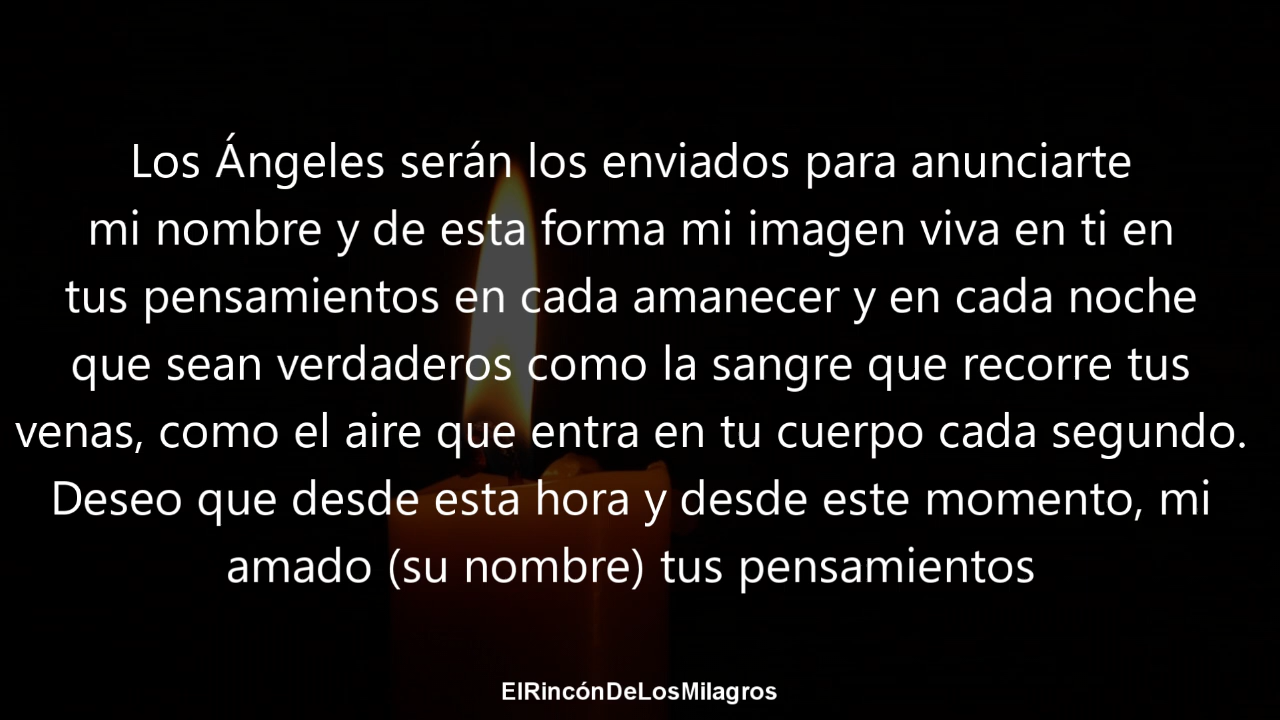 Los Ángeles serán los enviados para anunciarte
mi nombre y de esta forma mi imagen viva en ti en
tus pensamientos en cada amanecer y en cada noche
que sean verdaderos como la sangre que recorre tus
venas, como el aire que entra en tu cuerpo cada segundo.
Deseo que desde esta hora y desde este momento, mi
amado (su nombre) tus pensamientos
ElRincónDeLosMilagros